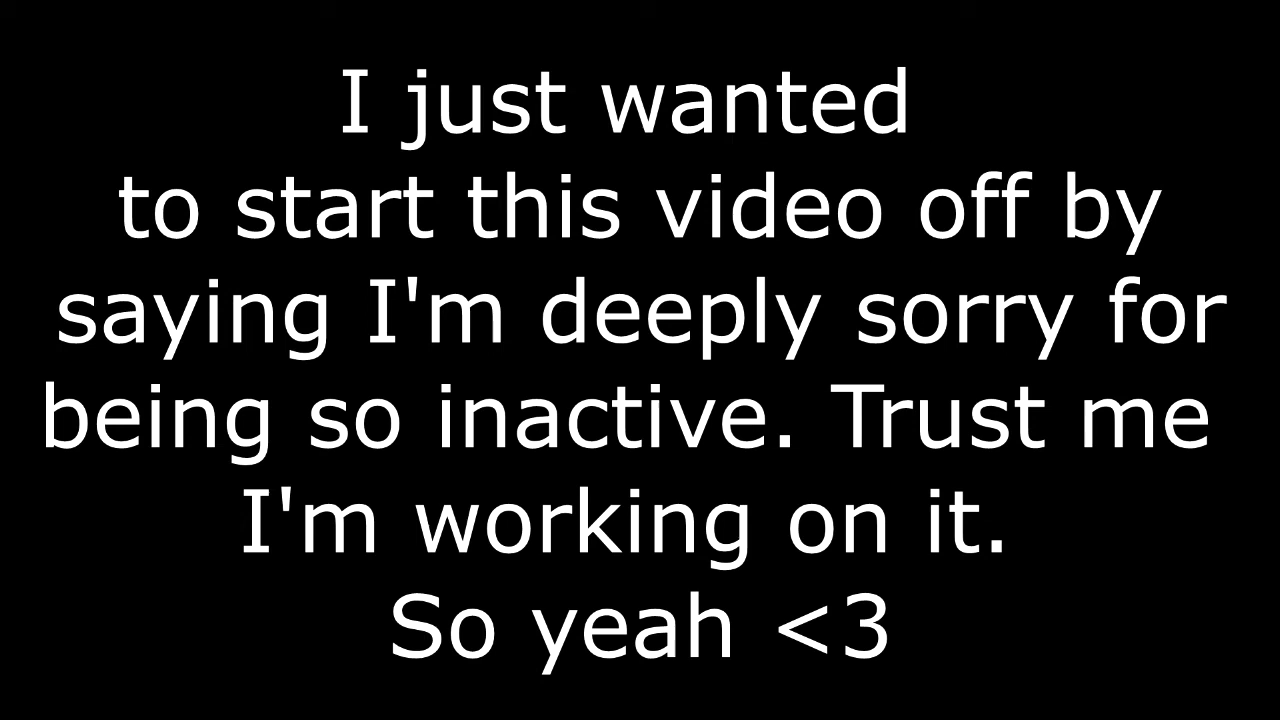 I just wanted
to start this video off by
saying I'm deeply sorry for
being so inactive. Trust me
I'm working on it.
So yeah <3